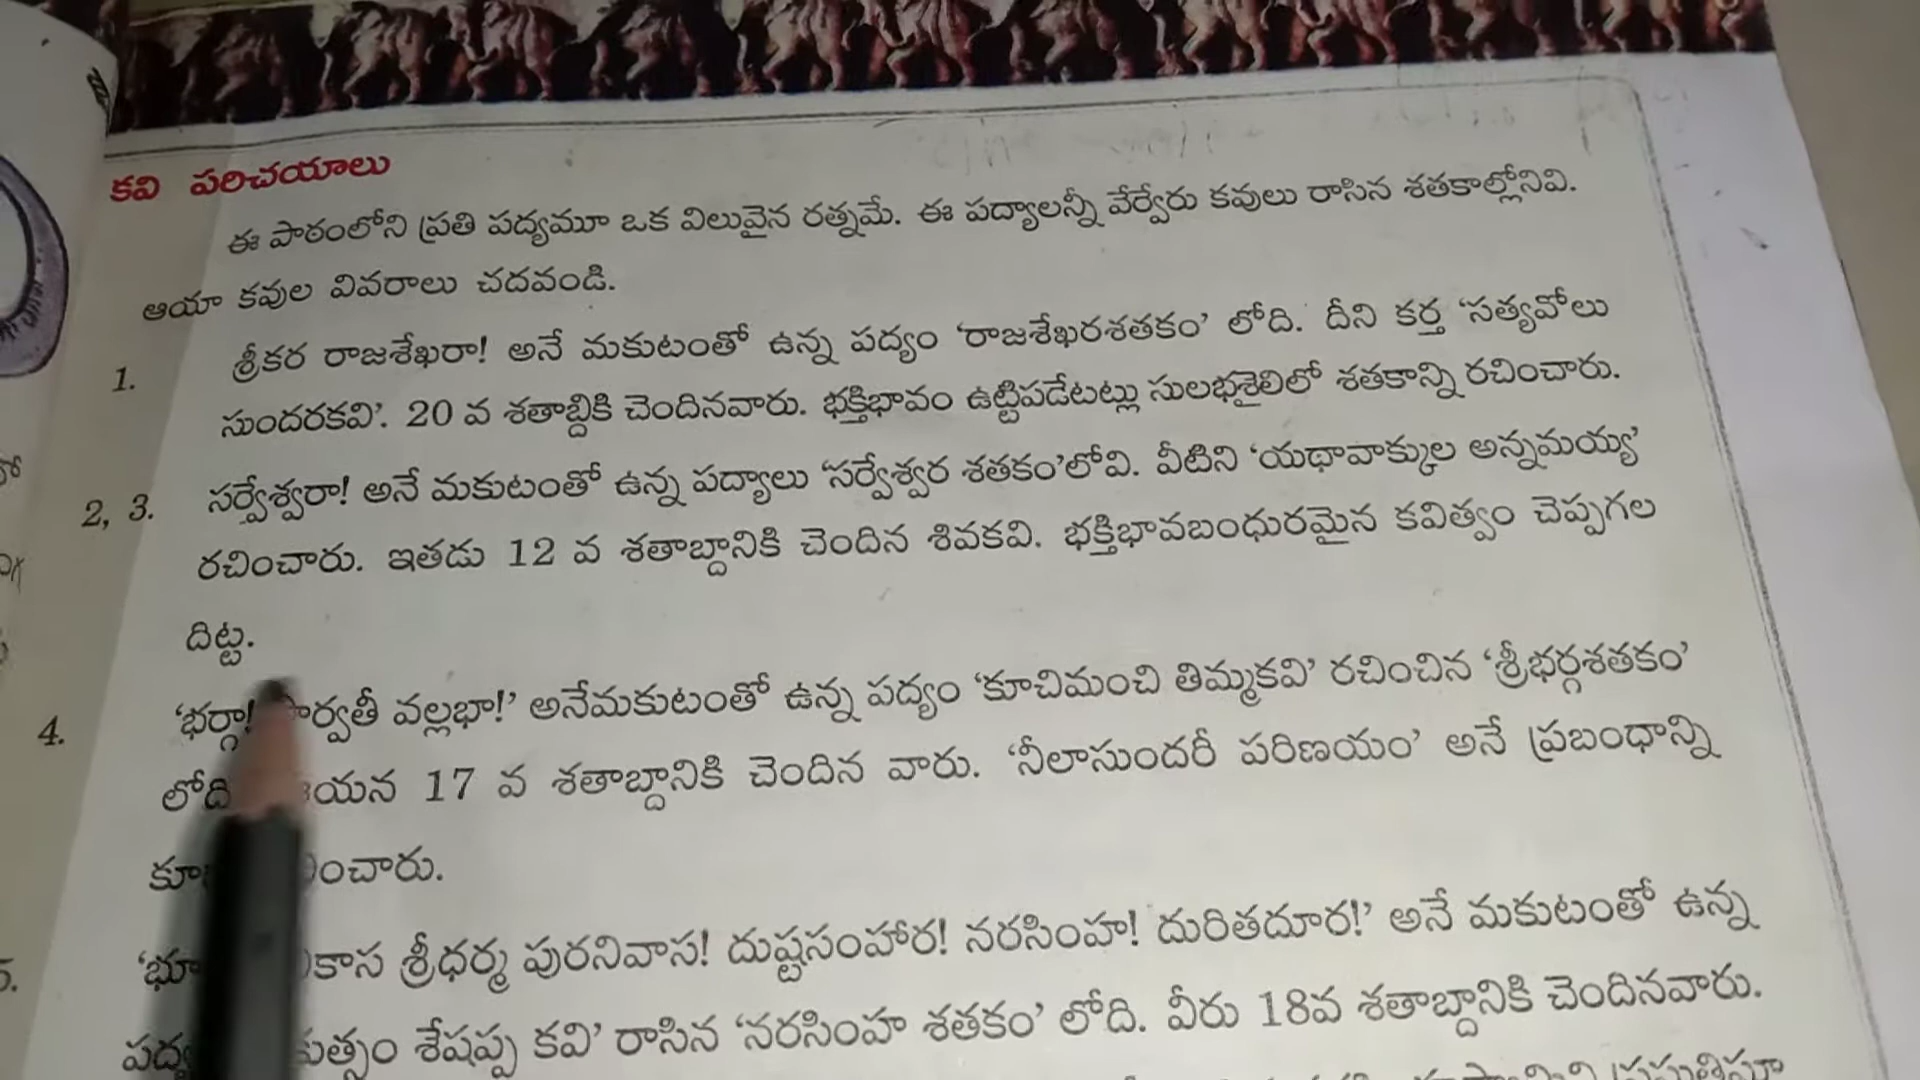 కవి పరిచయాలు
ఈ పాఠంలోని ప్రతి పద్యమూ ఒక విలువైన రత్నమే. ఈ పద్యాలన్నీ వేర్వేరు కవులు రాసిన శతకాల్లోనివి.
ఆయా కవుల వివరాలు చదవండి.
1. శ్రీకర రాజశేఖరా! అనే మకుటంతో ఉన్న పద్యం ‘రాజశేఖరశతకం’ లోది. దీని కర్త ‘సత్యవోలు
సుందరకవి’. 20 వ శతాబ్దికి చెందినవారు. భక్తిభావం ఉట్టిపడేటట్లు సులభశైలిలో శతకాన్ని రచించారు.
2, 3. సర్వేశ్వరా! అనే మకుటంతో ఉన్న పద్యాలు ‘సర్వేశ్వర శతకం’లోవి. వీటిని ‘యథావాక్కుల అన్నమయ్య’
రచించారు. ఇతడు 12 వ శతాబ్దానికి చెందిన శివకవి. భక్తిభావబంధురమైన కవిత్వం చెప్పగల
దిట్ట.
4. ‘భర్గా! పార్వతీ వల్లభా!’ అనేమకుటంతో ఉన్న పద్యం ‘కూచిమంచి తిమ్మకవి’ రచించిన ‘శ్రీభర్గశతకం’
లోది 17 వ శతాబ్దానికి చెందిన వారు. ‘నీలాసుందరీ పరిణయం’ అనే ప్రబంధాన్ని
5. శ్రీధర్మ పురనివాస! దుష్టసంహార! నరసింహ! దురితదూర!’ అనే మకుటంతో ఉన్న
శేషప్ప కవి’ రాసిన ‘నరసింహ శతకం’ లోది. వీరు 18వ శతాబ్దానికి చెందినవారు.